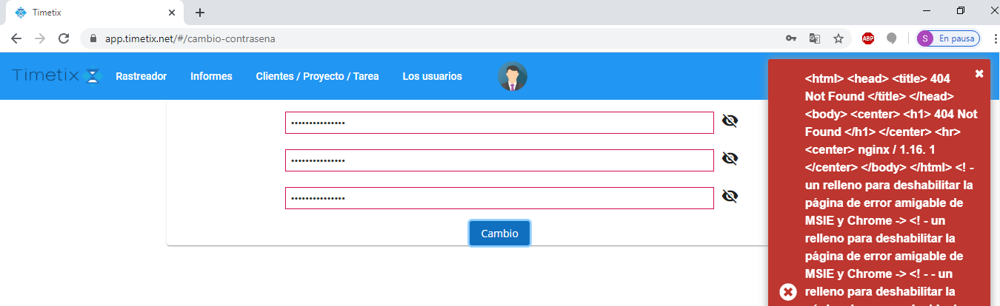 Timetix
app.timetix.net/#/cambio-contrasena
ABP
S
En pausa
Timetix
Rastreador
Informes
Clientes / Proyecto / Tarea
Los usuarios
•••••••••••••••
•••••••••••••••
•••••••••••••••
Cambio
<html> <head> <title> 404
Not Found </title> </head>
<body> <center> <h1> 404 Not
Found </h1> </center> <hr>
<center> nginx / 1.16. 1
</center> </body> </html> <! -
un relleno para deshabilitar la
página de error amigable de
MSIE y Chrome -> <! - un
relleno para deshabilitar la
página de error amigable de
MSIE y Chrome -> <! - - un
relleno para deshabilitar la